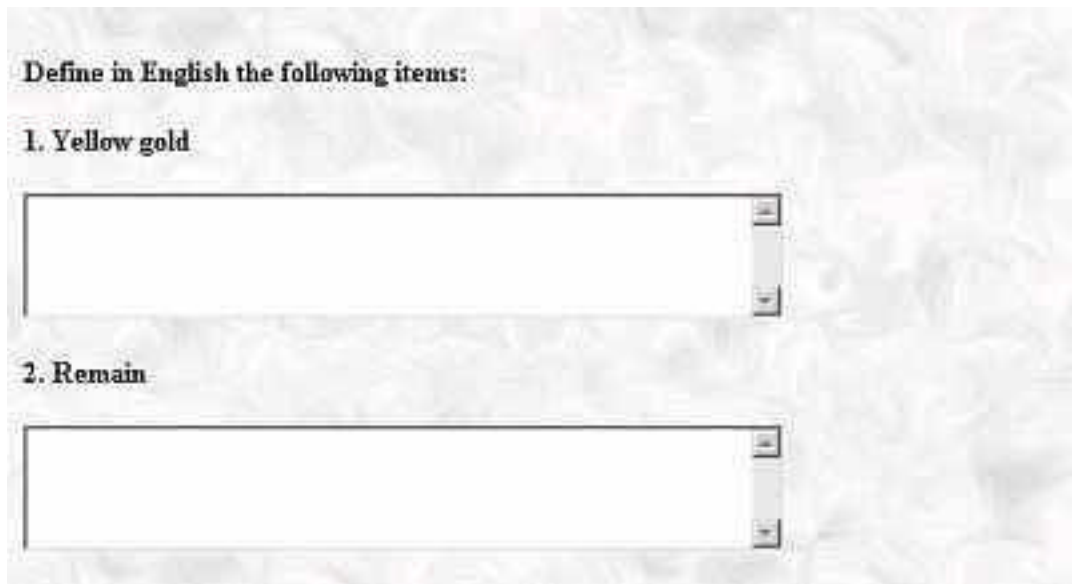 Define in English the following items:
1. Yellow gold
2. Remain